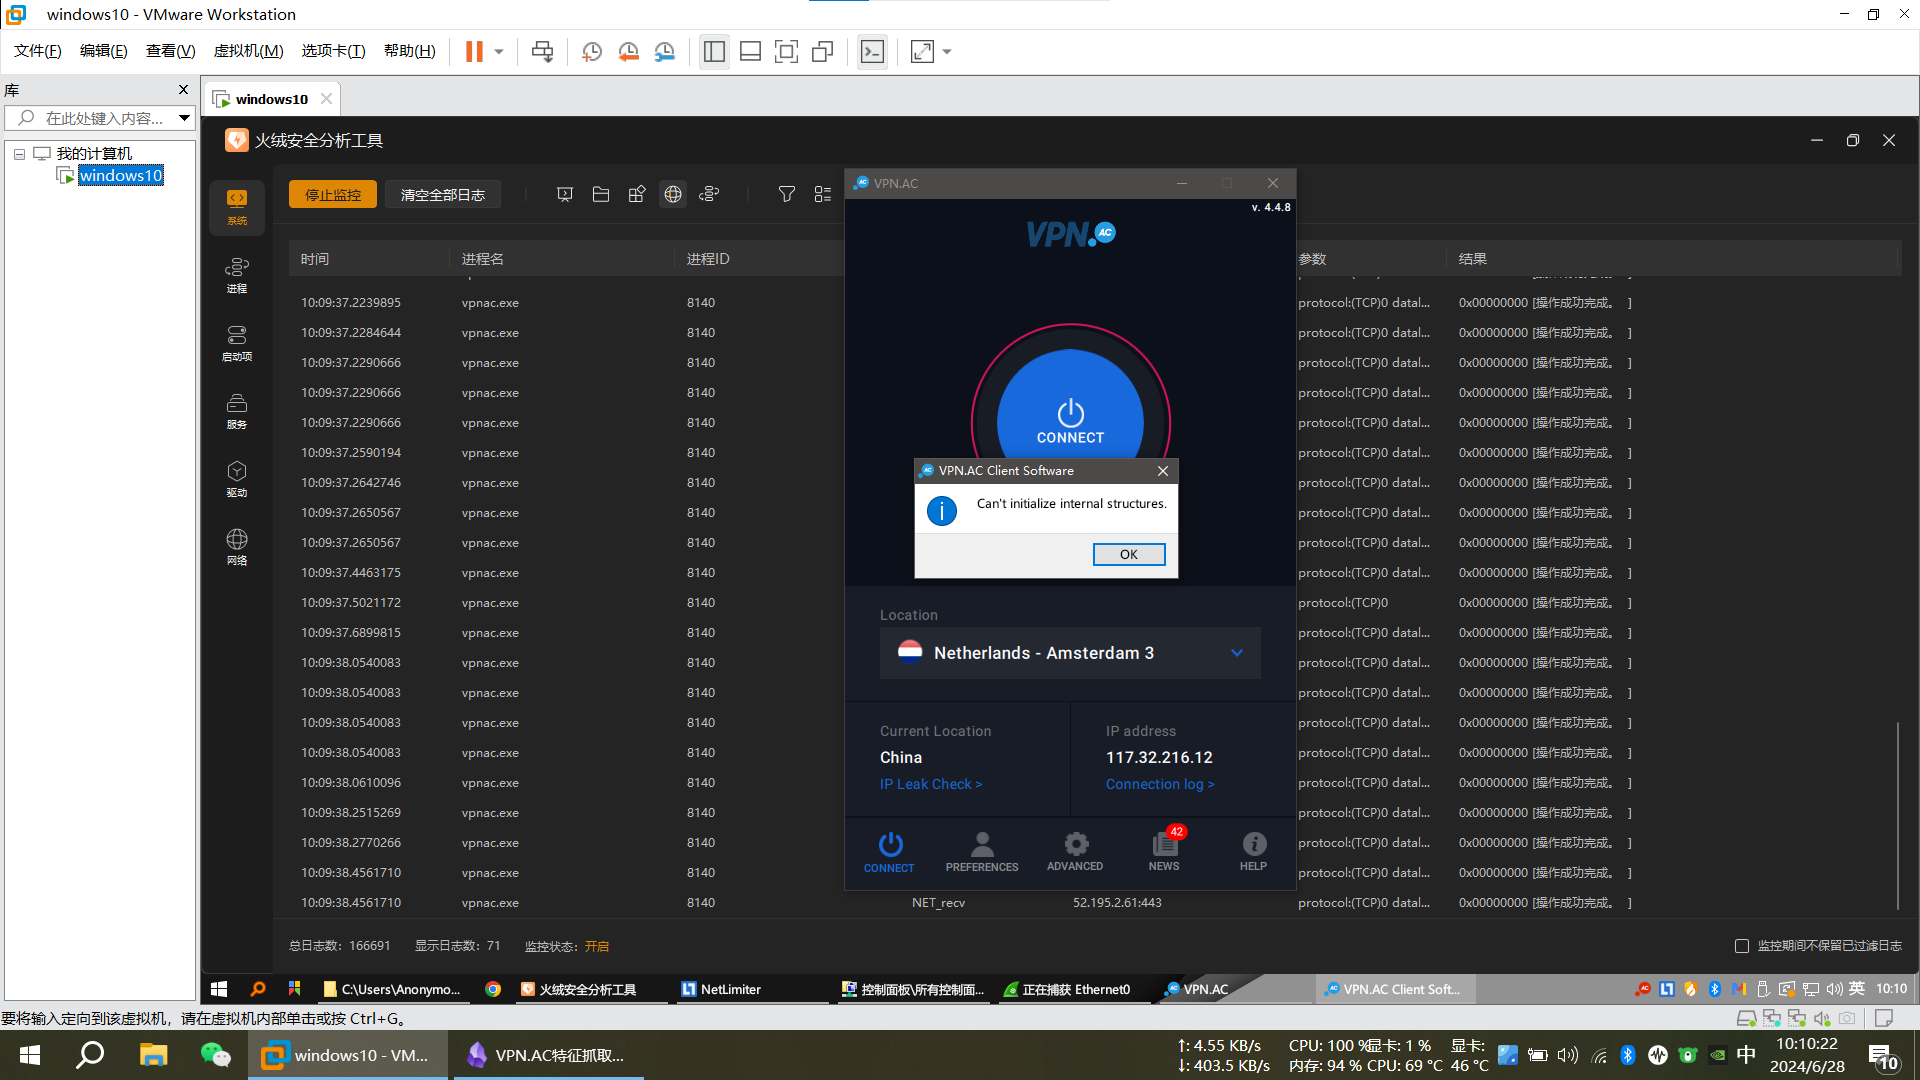 windows10 - VMware Workstation
文件(F) 编辑(E) 查看(V) 虚拟机(M) 选项卡(T) 帮助(H)
库
在此处键入内容...
我的计算机
windows10
windows10
火绒安全分析工具
停止监控 清空全部日志
系统
进程
启动项
服务
驱动
网络
时间 进程名 进程ID 参数 结果
10:09:37.2239895 vpnac.exe 8140 protocol:(TCP)0 datal... 0x00000000 [操作成功完成。 ]
10:09:37.2284644 vpnac.exe 8140 protocol:(TCP)0 datal... 0x00000000 [操作成功完成。 ]
10:09:37.2290666 vpnac.exe 8140 protocol:(TCP)0 datal... 0x00000000 [操作成功完成。 ]
10:09:37.2290666 vpnac.exe 8140 protocol:(TCP)0 datal... 0x00000000 [操作成功完成。 ]
10:09:37.2290666 vpnac.exe 8140 protocol:(TCP)0 datal... 0x00000000 [操作成功完成。 ]
10:09:37.2590194 vpnac.exe 8140 protocol:(TCP)0 datal... 0x00000000 [操作成功完成。 ]
10:09:37.2642746 vpnac.exe 8140 protocol:(TCP)0 datal... 0x00000000 [操作成功完成。 ]
10:09:37.2650567 vpnac.exe 8140 protocol:(TCP)0 datal... 0x00000000 [操作成功完成。 ]
10:09:37.2650567 vpnac.exe 8140 protocol:(TCP)0 datal... 0x00000000 [操作成功完成。 ]
10:09:37.4463175 vpnac.exe 8140 protocol:(TCP)0 datal... 0x00000000 [操作成功完成。 ]
10:09:37.5021172 vpnac.exe 8140 protocol:(TCP)0 0x00000000 [操作成功完成。 ]
10:09:37.6899815 vpnac.exe 8140 protocol:(TCP)0 datal... 0x00000000 [操作成功完成。 ]
10:09:38.0540083 vpnac.exe 8140 protocol:(TCP)0 datal... 0x00000000 [操作成功完成。 ]
10:09:38.0540083 vpnac.exe 8140 protocol:(TCP)0 datal... 0x00000000 [操作成功完成。 ]
10:09:38.0540083 vpnac.exe 8140 protocol:(TCP)0 datal... 0x00000000 [操作成功完成。 ]
10:09:38.0540083 vpnac.exe 8140 protocol:(TCP)0 datal... 0x00000000 [操作成功完成。 ]
10:09:38.0610096 vpnac.exe 8140 protocol:(TCP)0 datal... 0x00000000 [操作成功完成。 ]
10:09:38.2515269 vpnac.exe 8140 protocol:(TCP)0 datal... 0x00000000 [操作成功完成。 ]
10:09:38.2770266 vpnac.exe 8140 protocol:(TCP)0 datal... 0x00000000 [操作成功完成。 ]
10:09:38.4561710 vpnac.exe 8140 protocol:(TCP)0 datal... 0x00000000 [操作成功完成。 ]
10:09:38.4561710 vpnac.exe 8140 NET_recv 52.195.2.61:443 protocol:(TCP)0 datal... 0x00000000 [操作成功完成。 ]
总日志数: 166691 显示日志数: 71 监控状态: 开启
监控期间不保留已过滤日志
VPN.AC
v. 4.4.8
VPN.AC
CONNECT
VPN.AC Client Software
Can't initialize internal structures.
OK
Location
Netherlands - Amsterdam 3
Current Location
China
IP Leak Check >
IP address
117.32.216.12
Connection log >
42
CONNECT PREFERENCES ADVANCED NEWS HELP
C:\Users\Anonymo... 火绒安全分析工具 NetLimiter 控制面板\所有控制面... 正在捕获 Ethernet0 VPN.AC VPN.AC Client Soft... 英 10:10
要将输入定向到该虚拟机，请在虚拟机内部单击或按 Ctrl+G。
windows10 - VM... VPN.AC特征抓取...
↑: 4.55 KB/s CPU: 100 % 显卡: 1 % 显卡:
↓: 403.5 KB/s 内存: 94 % CPU: 69 °C 46 °C
中
10:10:22
2024/6/28
10